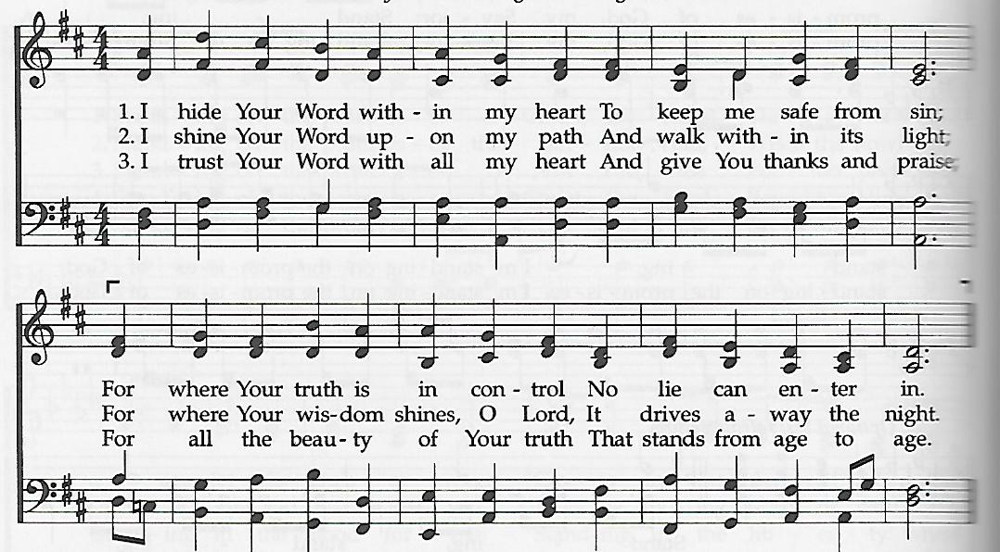 1. I hide Your Word with - in my heart To keep me safe from sin;
2. I shine Your Word up - on my path And walk with - in its light;
3. I trust Your Word with all my heart And give You thanks and praise;
For where Your truth is in con - trol No lie can en - ter in.
For where Your wis-dom shines, O Lord, It drives a - way the night.
For all the beau - ty of Your truth That stands from age to age.